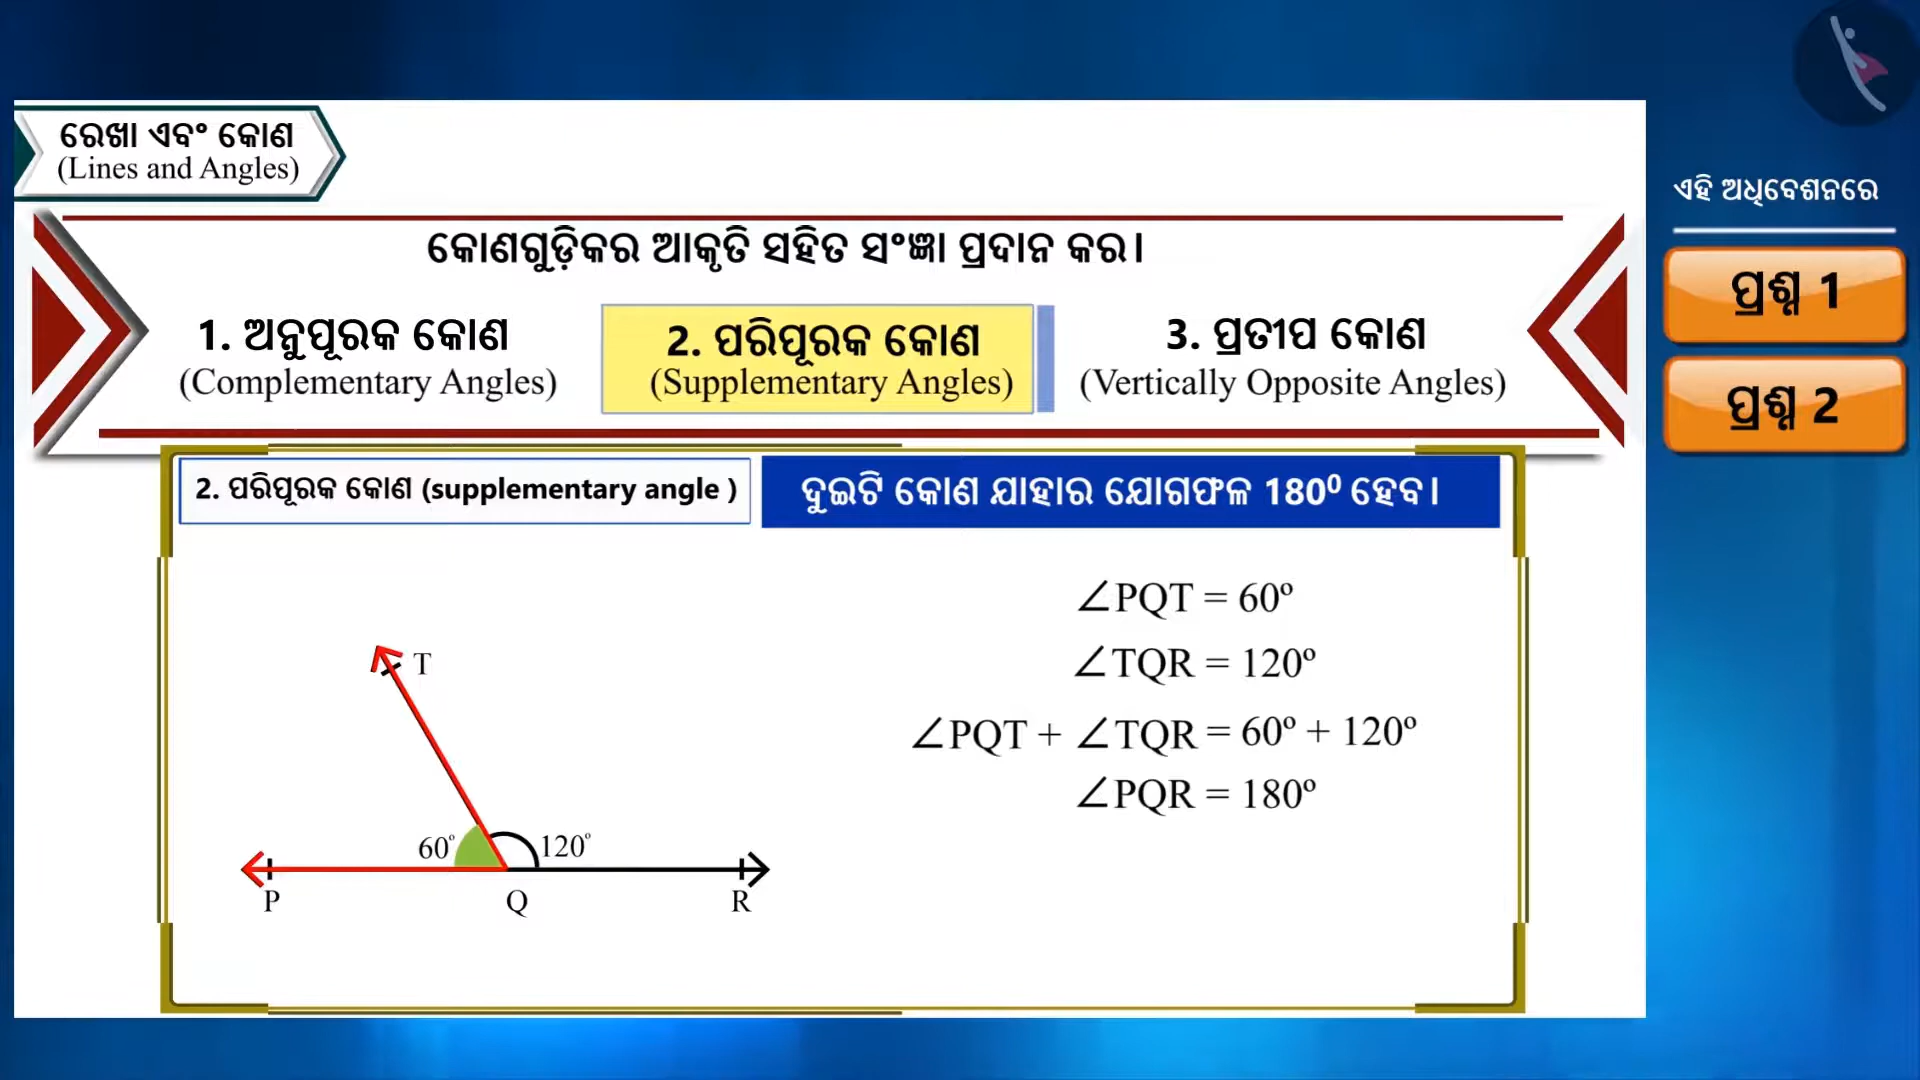 ରେଖା ଏବଂ କୋଣ
(Lines and Angles)
କୋଣଗୁଡ଼ିକର ଆକୃତି ସହିତ ସଂଜ୍ଞା ପ୍ରଦାନ କର।
1. ଅନୁପୂରକ କୋଣ
(Complementary Angles)
2. ପରିପୂରକ କୋଣ
(Supplementary Angles)
3. ପ୍ରତୀପ କୋଣ
(Vertically Opposite Angles)
2. ପରିପୂରକ କୋଣ (supplementary angle )
ଦୁଇଟି କୋଣ ଯାହାର ଯୋଗଫଳ 180⁰ ହେବ।
∠PQT = 60º
∠TQR = 120º
∠PQT + ∠TQR = 60º + 120º
∠PQR = 180º
T
60º
120º
P
Q
R
ଏହି ଅଧିବେଶନରେ
ପ୍ରଶ୍ନ 1
ପ୍ରଶ୍ନ 2